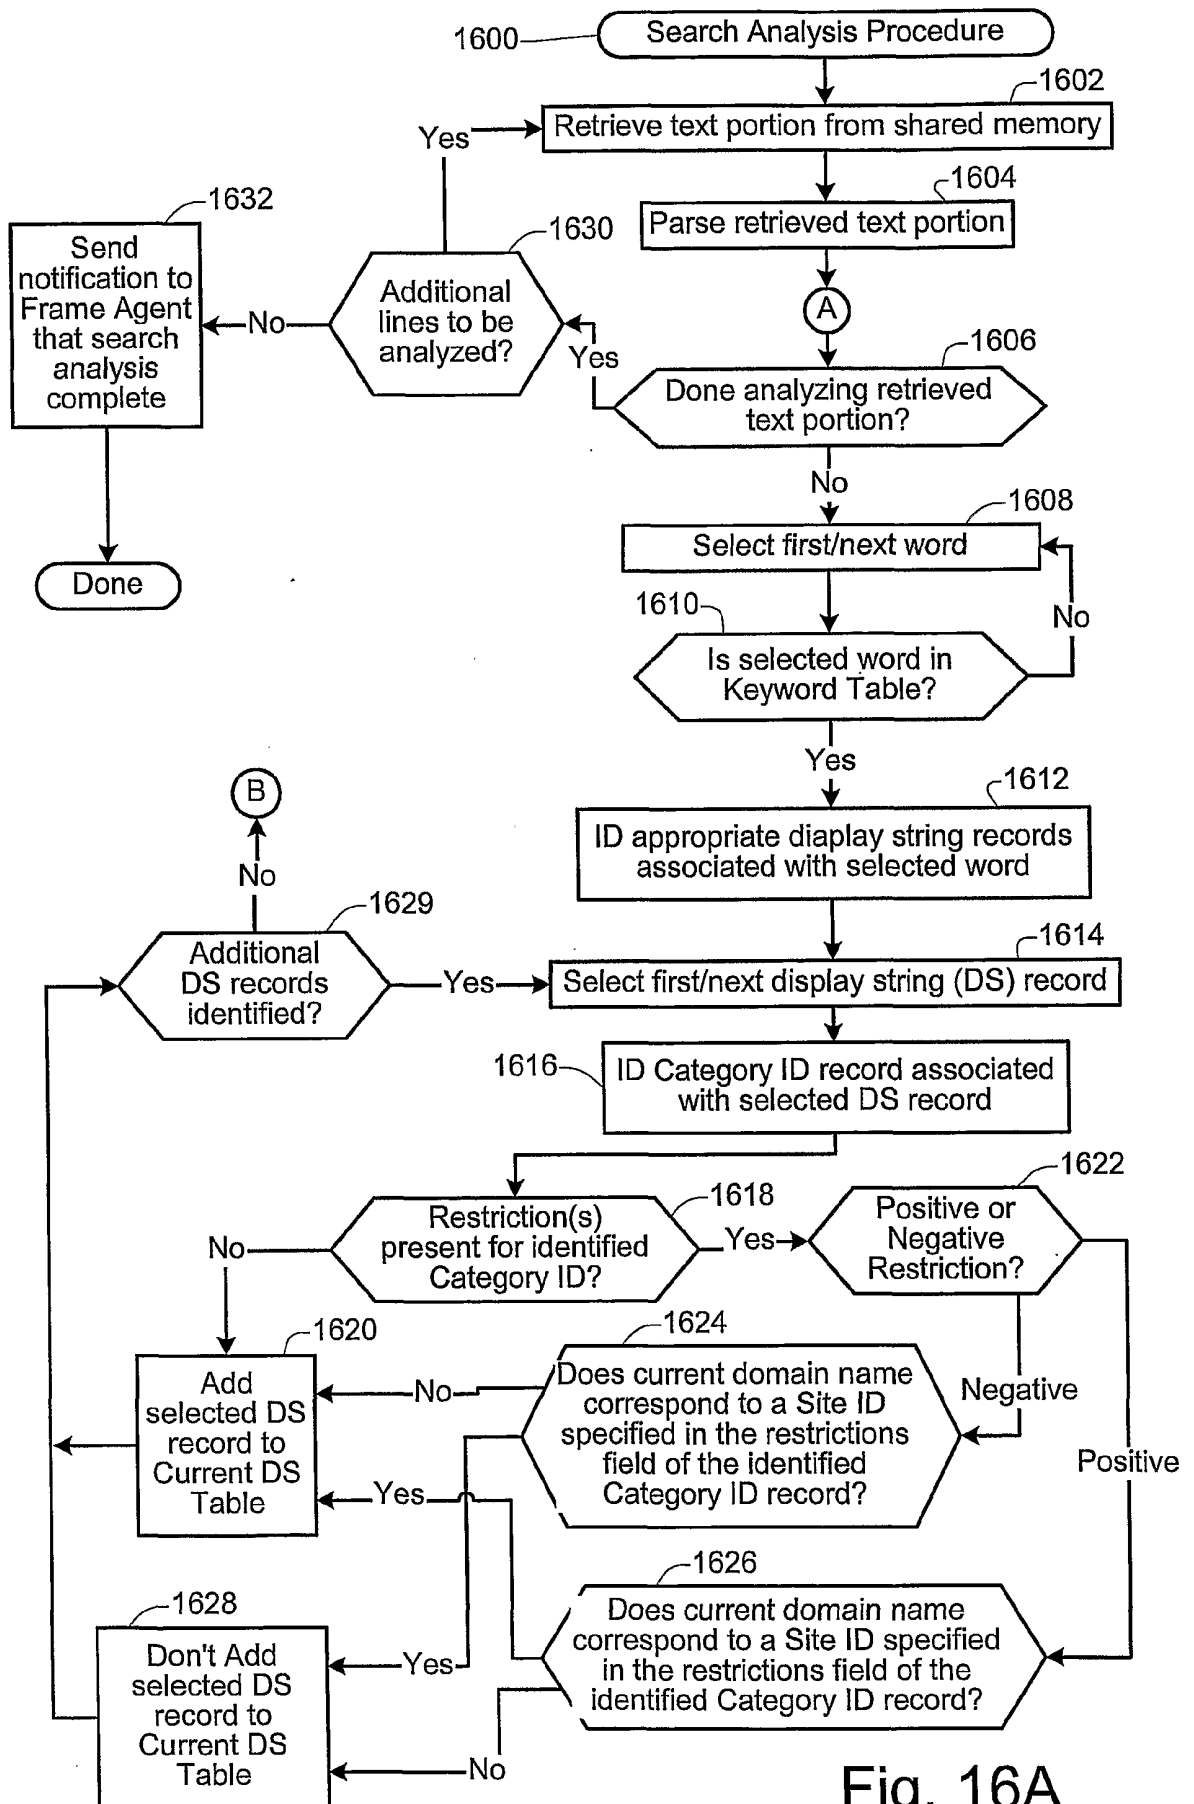 1600
Search Analysis Procedure
1602
Retrieve text portion from shared memory
Yes
1604
Parse retrieved text portion
1632
Send
notification to
Frame Agent
that search
analysis
complete
1630
Additional
lines to be
analyzed?
No
Yes
A
1606
Done analyzing retrieved
text portion?
No
1608
Select first/next word
Done
1610
No
Is selected word in
Keyword Table?
Yes
B
1612
ID appropriate diaplay string records
associated with selected word
No
1629
Additional
DS records
identified?
Yes
1614
Select first/next display string (DS) record
1616
ID Category ID record associated
with selected DS record
1618
Restriction(s)
present for identified
Category ID?
No
Yes
1622
Positive or
Negative
Restriction?
1620
Add
selected DS
record to
Current DS
Table
1624
Does current domain name
correspond to a Site ID
specified in the restrictions
field of the identified
Category ID record?
No
Negative
Positive
Yes
1626
Does current domain name
correspond to a Site ID specified
in the restrictions field of the
identified Category ID record?
1628
Don't Add
selected DS
record to
Current DS
Table
Yes
No
Fig. 16A